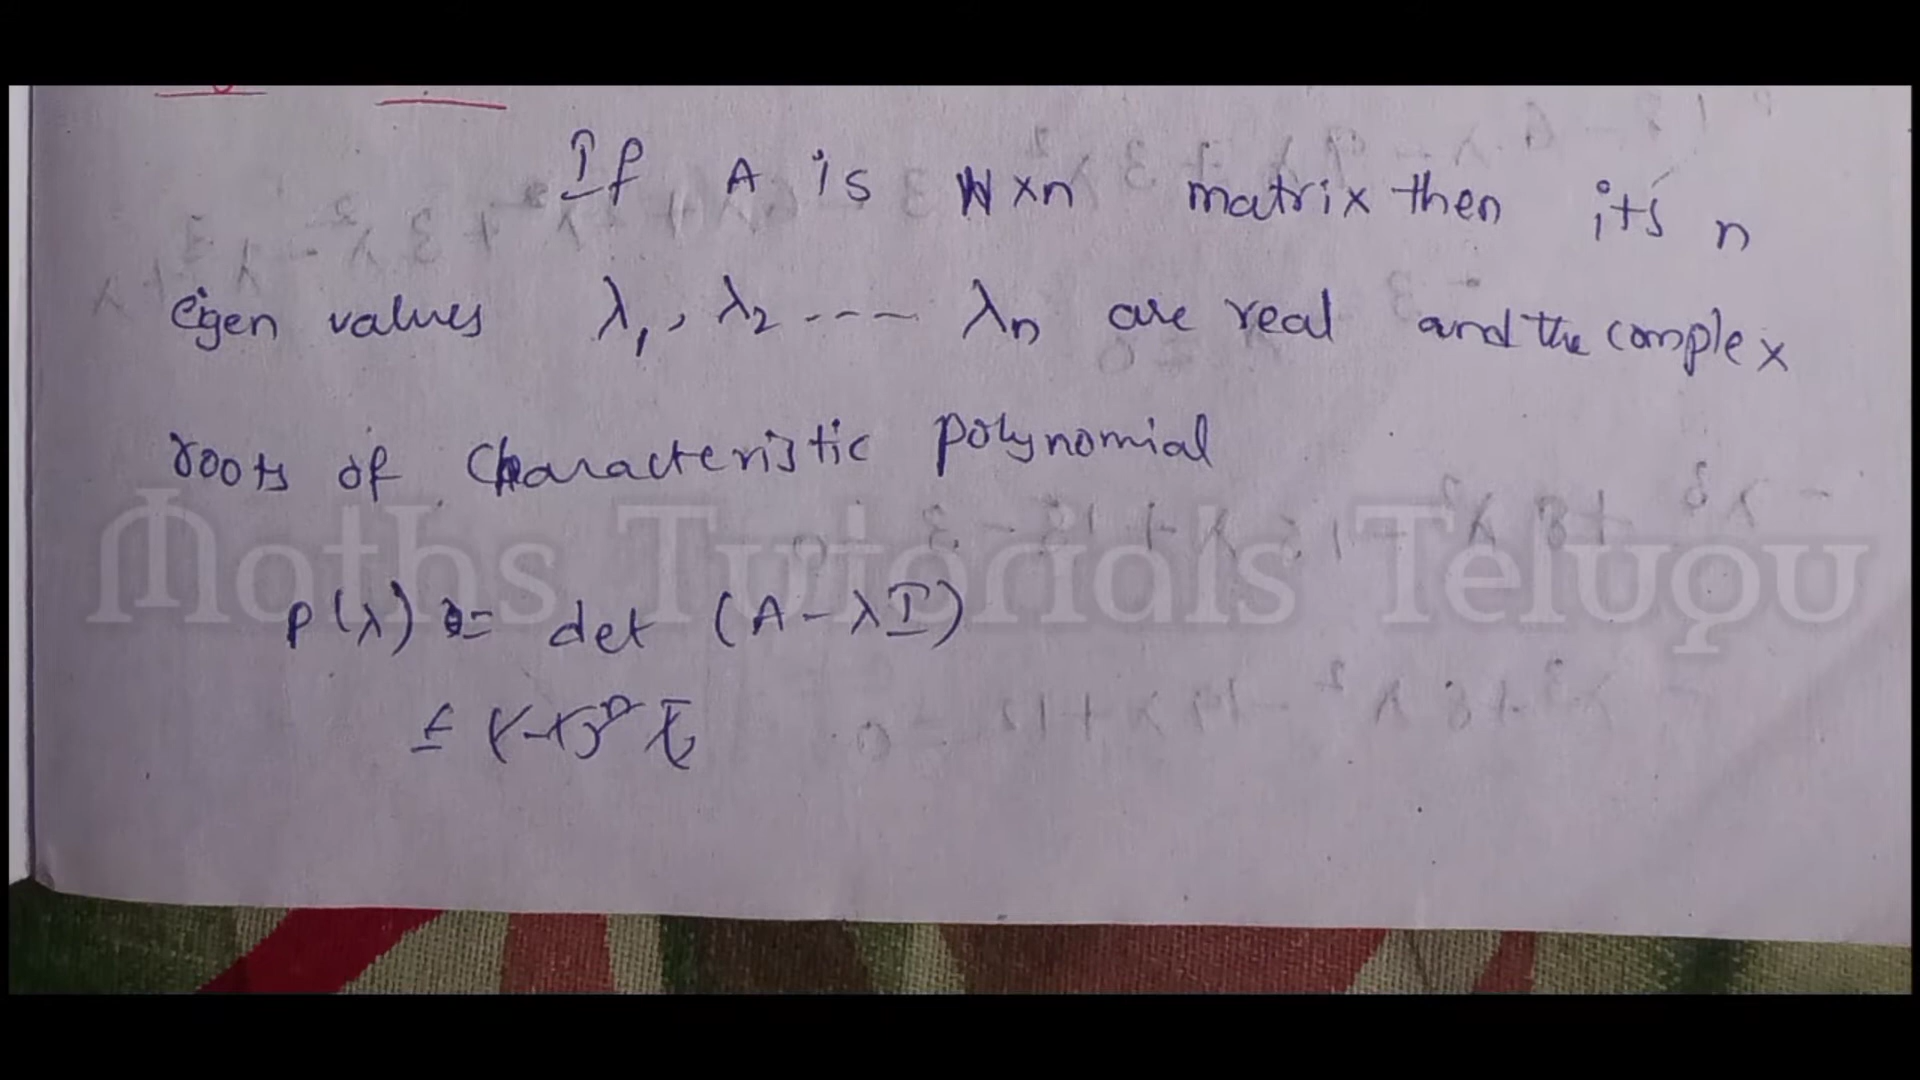 If A is n×n matrix then it's n
eigen values λ₁, λ₂ ---- λₙ are real and the complex
roots of characteristic polynomial
Maths Tutorials Telugu
P(λ) = det (A-λI)